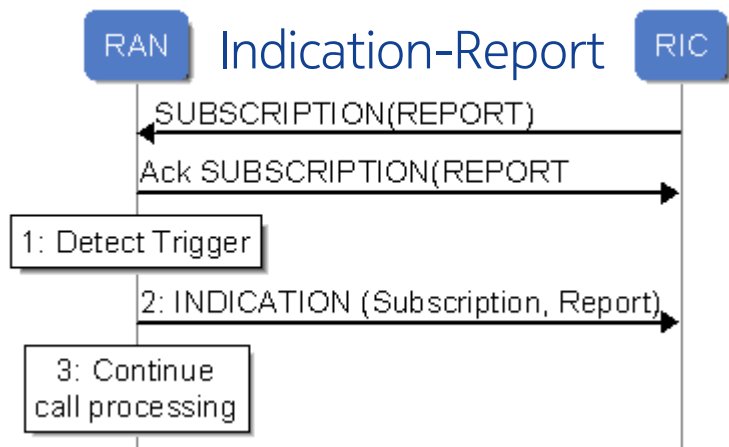 RAN
Indication-Report
RIC
SUBSCRIPTION(REPORT)
Ack SUBSCRIPTION(REPORT
1: Detect Trigger
2: INDICATION (Subscription, Report)
3: Continue
call processing